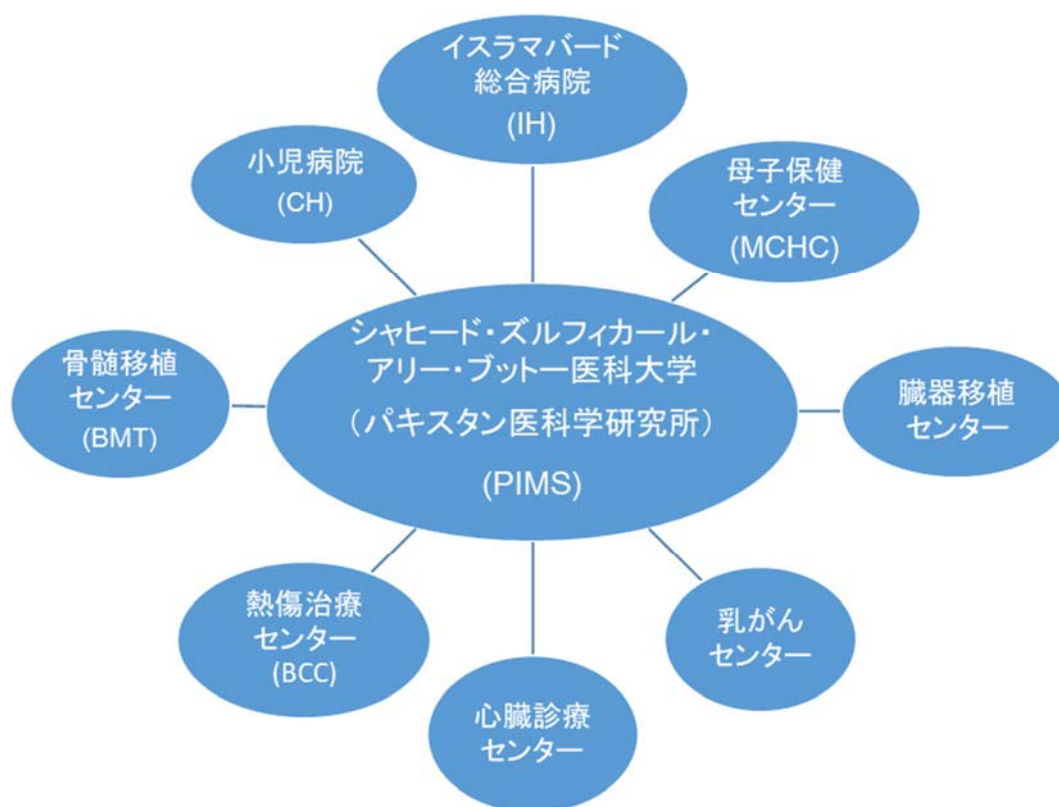 イスラマバード
総合病院
(IH)
小児病院
(CH)
母子保健
センター
(MCHC)
シャヒード・ズルフィカール・
アリー・ブットー医科大学
（パキスタン医科学研究所）
(PIMS)
骨髄移植
センター
(BMT)
臓器移植
センター
熱傷治療
センター
(BCC)
乳がん
センター
心臓診療
センター